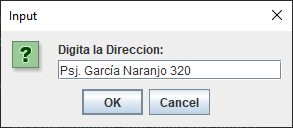 Input
Digita la Direccion:
Psj. García Naranjo 320
OK
Cancel